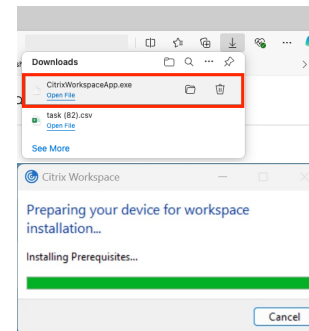 Downloads
CitrixWorkspaceApp.exe
Open File
task (82).csv
Open File
See More
Citrix Workspace
Preparing your device for workspace
installation...
Installing Prerequisites...
Cancel